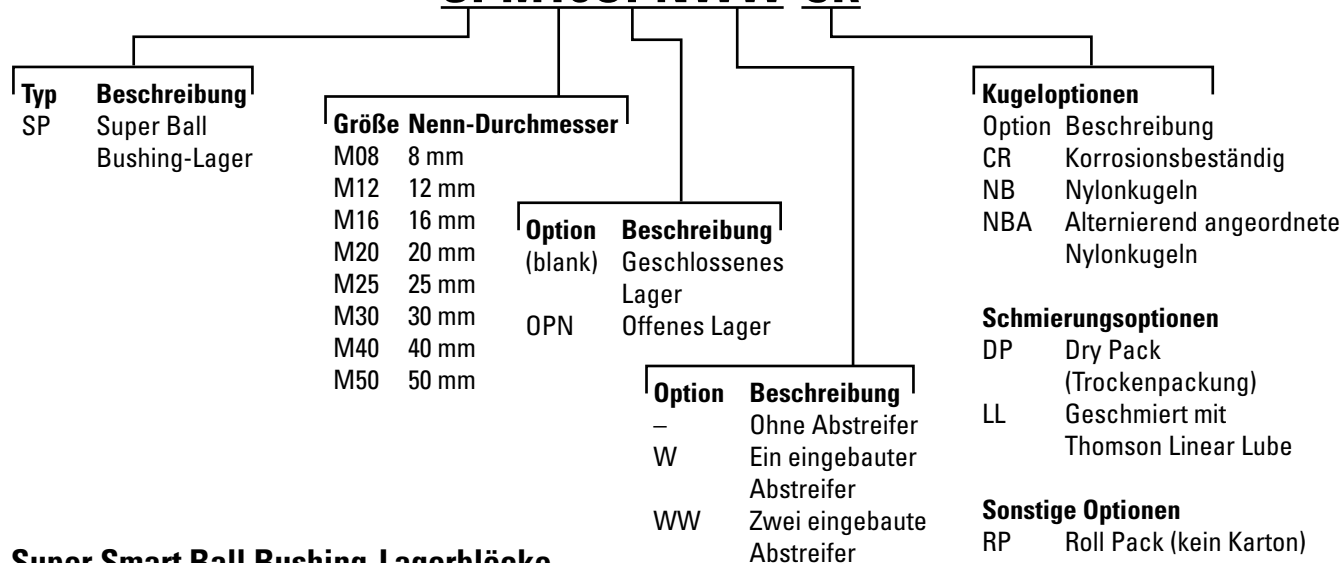 Typ Beschreibung
SP Super Ball
Bushing-Lager
Größe Nenn-Durchmesser
M08 8 mm
M12 12 mm
M16 16 mm
M20 20 mm
M25 25 mm
M30 30 mm
M40 40 mm
M50 50 mm
Option Beschreibung
(blank) Geschlossenes
Lager
OPN Offenes Lager
Option Beschreibung
– Ohne Abstreifer
W Ein eingebauter
Abstreifer
WW Zwei eingebaute
Abstreifer
Kugeloptionen
Option Beschreibung
CR Korrosionsbeständig
NB Nylonkugeln
NBA Alternierend angeordnete
Nylonkugeln
Schmierungsoptionen
DP Dry Pack
(Trockenpackung)
LL Geschmiert mit
Thomson Linear Lube
Sonstige Optionen
RP Roll Pack (kein Karton)
Super Smart Ball Bushing-Lagerblöcke